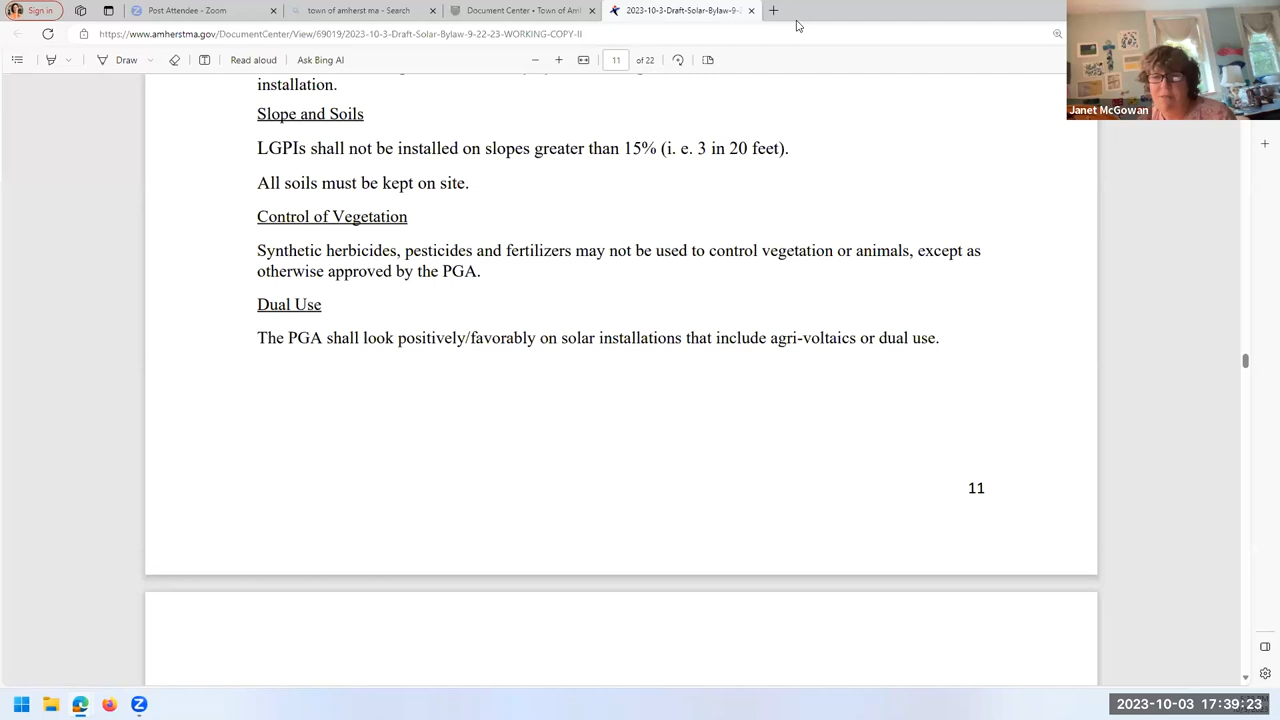 Sign in
Post Attendee - Zoom
town of amherst ma - Search
Document Center • Town of Am
2023-10-3-Draft-Solar-Bylaw-9-2
https://www.amherstma.gov/DocumentCenter/View/69019/2023-10-3-Draft-Solar-Bylaw-9-22-23-WORKING-COPY-II
Draw
Read aloud
Ask Bing AI
11
of 22
installation.
Slope and Soils
LGPIs shall not be installed on slopes greater than 15% (i. e. 3 in 20 feet).
All soils must be kept on site.
Control of Vegetation
Synthetic herbicides, pesticides and fertilizers may not be used to control vegetation or animals, except as
otherwise approved by the PGA.
Dual Use
The PGA shall look positively/favorably on solar installations that include agri-voltaics or dual use.
11
Janet McGowan
2023-10-03 17:39:23